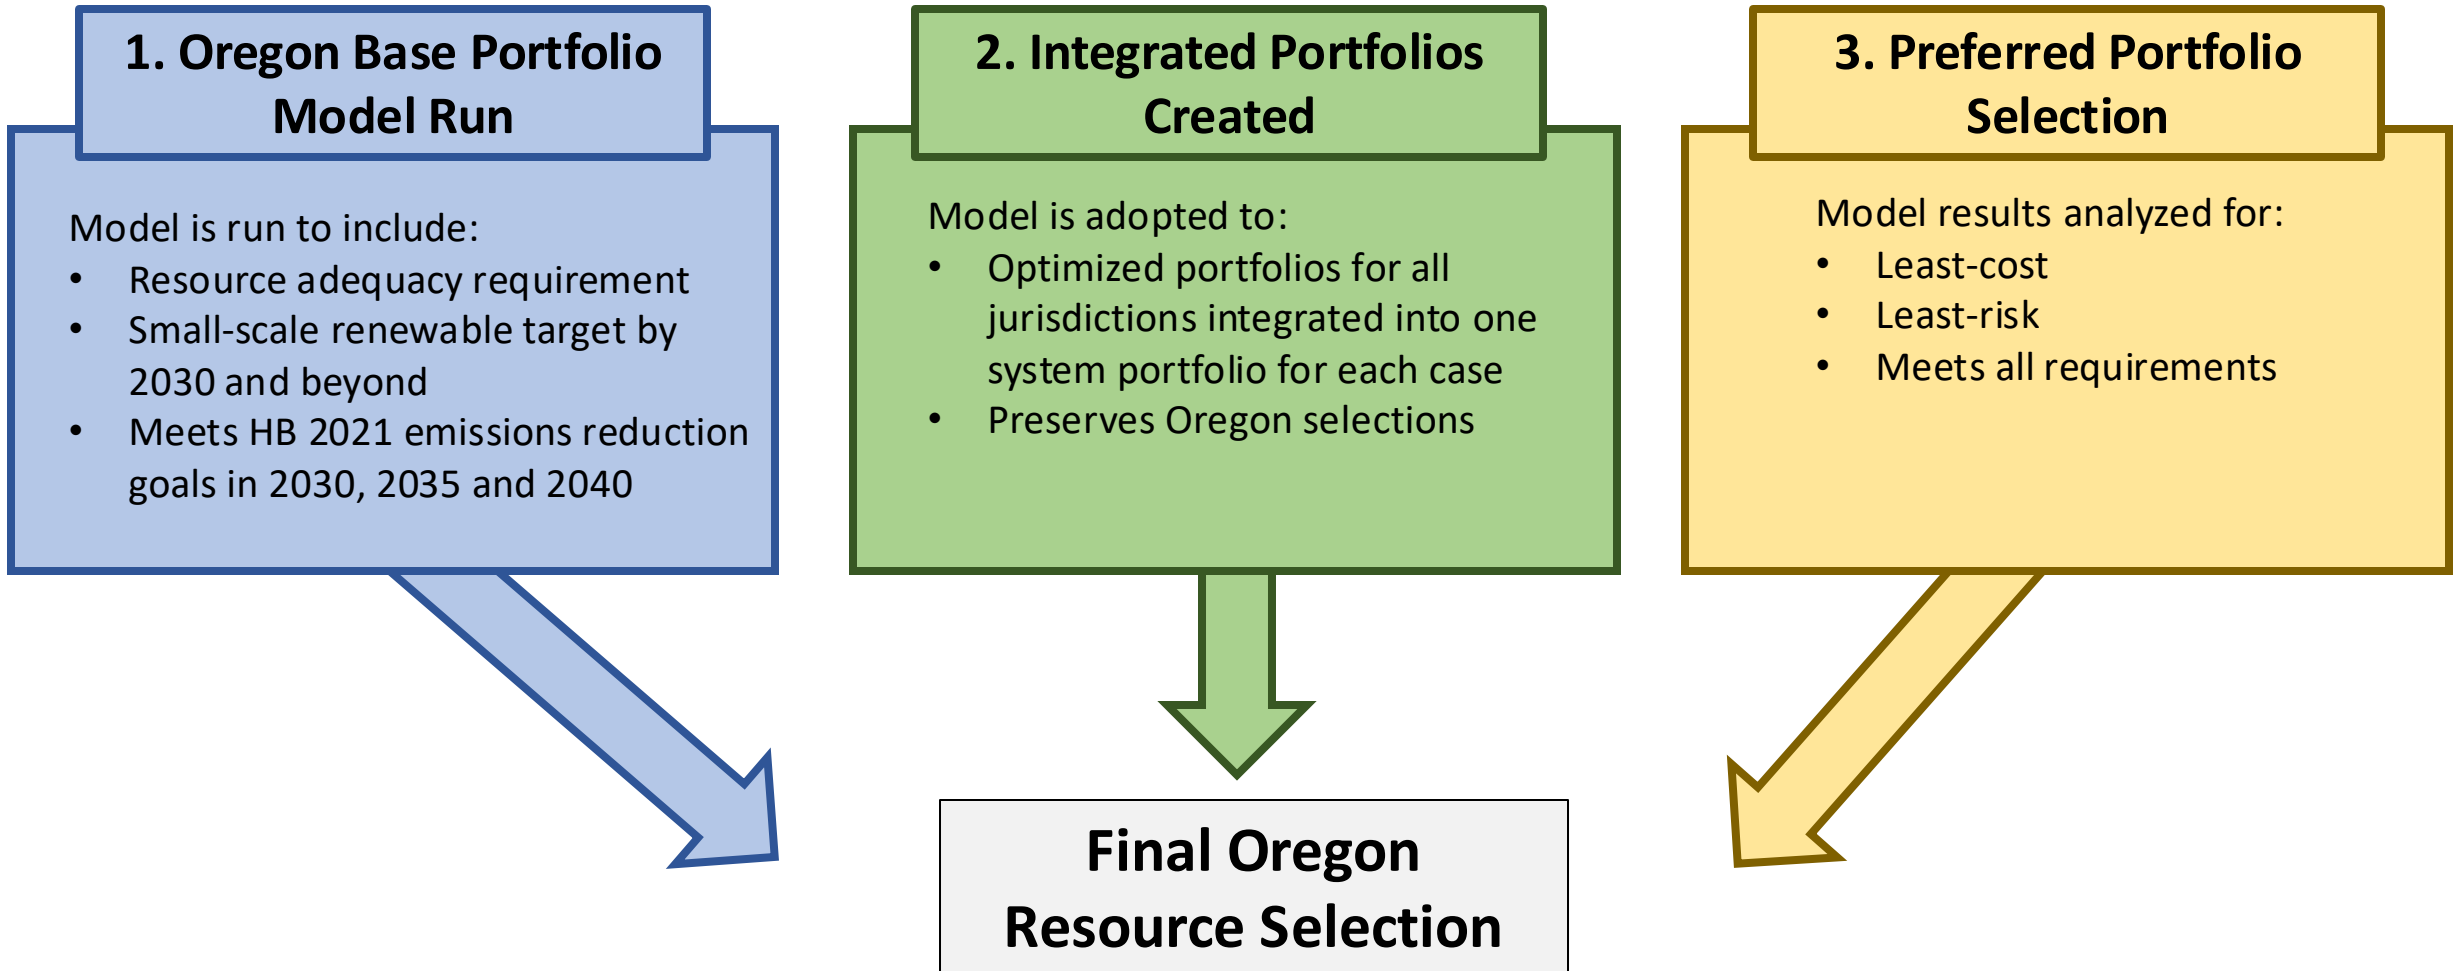 1. Oregon Base Portfolio
Model Run
Model is run to include:
• Resource adequacy requirement
• Small-scale renewable target by
2030 and beyond
• Meets HB 2021 emissions reduction
goals in 2030, 2035 and 2040
2. Integrated Portfolios
Created
Model is adopted to:
• Optimized portfolios for all
jurisdictions integrated into one
system portfolio for each case
• Preserves Oregon selections
3. Preferred Portfolio
Selection
Model results analyzed for:
• Least-cost
• Least-risk
• Meets all requirements
Final Oregon
Resource Selection